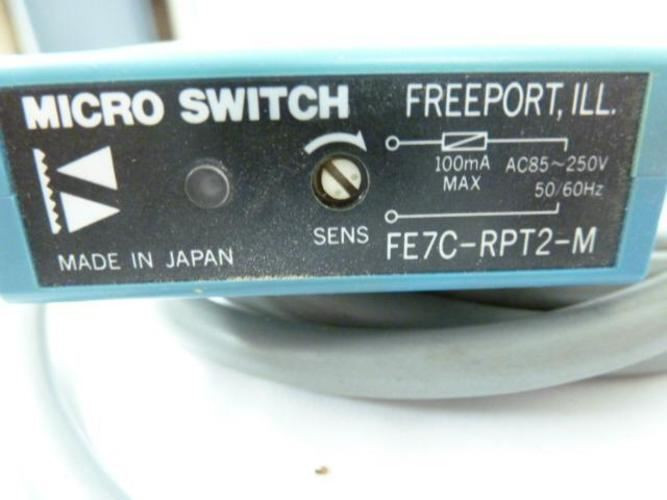 MICRO SWITCH FREEPORT, ILL.
100mA AC85~250V
MAX 50/60Hz
SENS
MADE IN JAPAN FE7C-RPT2-M